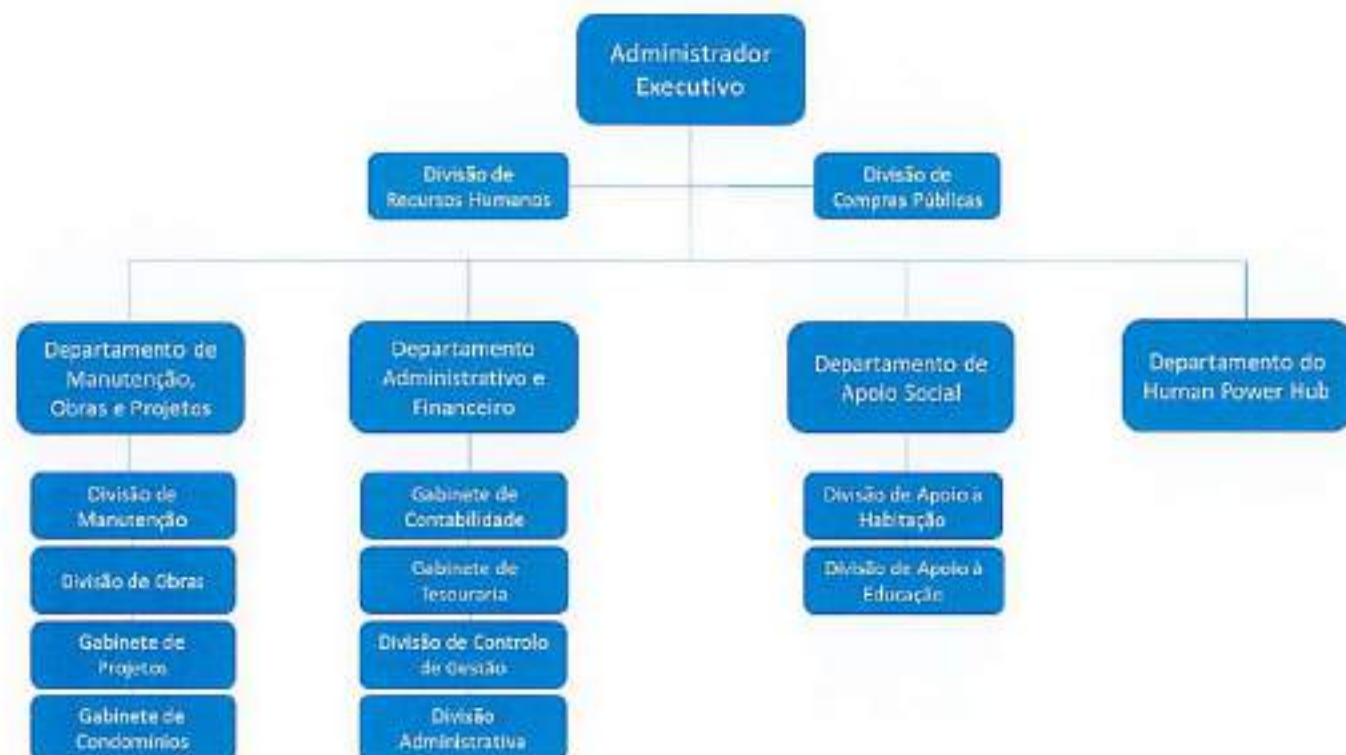 Administrador
Executivo
Divisão de
Recursos Humanos
Divisão de
Compras Públicas
Departamento de
Manutenção,
Obras e Projetos
Departamento
Administrativo e
Financeiro
Departamento de
Apoio Social
Departamento do
Human Power Hub
Divisão de
Manutenção
Divisão de Obras
Gabinete de
Projetos
Gabinete de
Condomínios
Gabinete de
Contabilidade
Gabinete de
Tesouraria
Divisão de Controlo
de Gestão
Divisão
Administrativa
Divisão de Apoio à
Habitação
Divisão de Apoio à
Educação